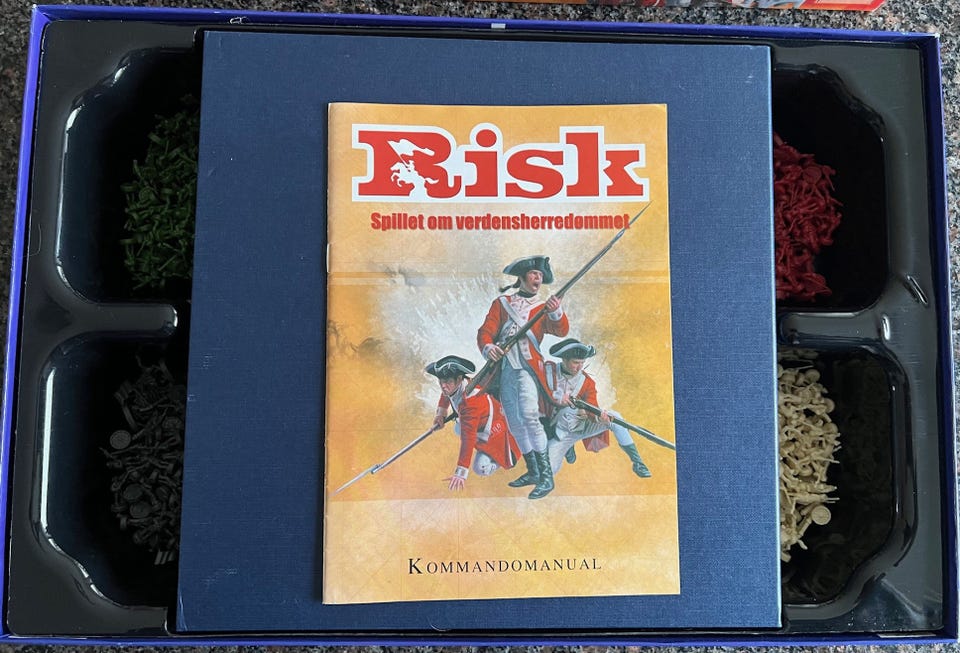 Risk
Spillet om verdensherredømmet
KOMMANDOMANUAL